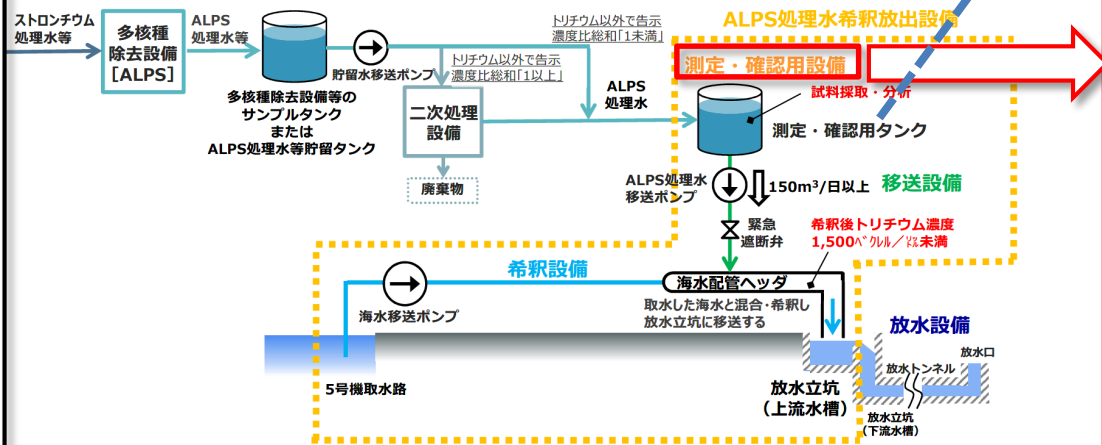 ストロンチウム
処理水等
多核種
除去設備
[ALPS]
ALPS
処理水等
貯留水移送ポンプ
多核種除去設備等の
サンプルタンク
または
ALPS処理水等貯留タンク
トリチウム以外で告示
濃度比総和「1未満」
トリチウム以外で告示
濃度比総和「1以上」
二次処理
設備
廃棄物
ALPS
処理水
ALPS処理水希釈放出設備
測定・確認用設備
試料採取・分析
測定・確認用タンク
ALPS処理水
移送ポンプ
150m³/日以上
移送設備
緊急
遮断弁
希釈後トリチウム濃度
1,500ベクレル/㍑未満
希釈設備
海水移送ポンプ
海水配管ヘッダ
取水した海水と混合・希釈し
放水立坑に移送する
放水設備
5号機取水路
放水立坑
(上流水槽)
放水トンネル
放水口
放水立坑
(下流水槽)